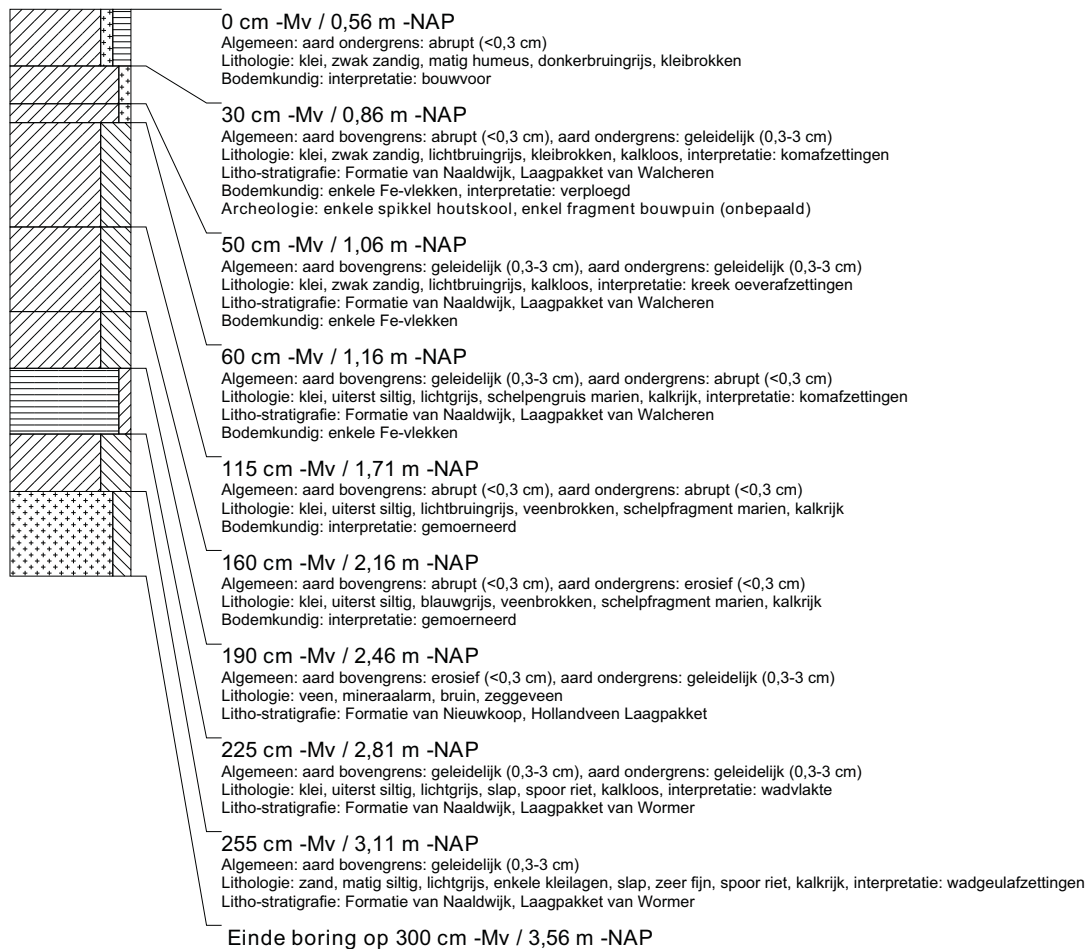 0 cm -Mv / 0,56 m -NAP
Algemeen: aard ondergrens: abrupt (<0,3 cm)
Lithologie: klei, zwak zandig, matig humeus, donkerbruingrijs, kleibrokken
Bodemkundig: interpretatie: bouwvoor
30 cm -Mv / 0,86 m -NAP
Algemeen: aard bovengrens: abrupt (<0,3 cm), aard ondergrens: geleidelijk (0,3-3 cm)
Lithologie: klei, zwak zandig, lichtbruingrijs, kleibrokken, kalkloos, interpretatie: komafzettingen
Litho-stratigrafie: Formatie van Naaldwijk, Laagpakket van Walcheren
Bodemkundig: enkele Fe-vlekken, interpretatie: verploegd
Archeologie: enkele spikkel houtskool, enkel fragment bouwpuin (onbepaald)
50 cm -Mv / 1,06 m -NAP
Algemeen: aard bovengrens: geleidelijk (0,3-3 cm), aard ondergrens: geleidelijk (0,3-3 cm)
Lithologie: klei, zwak zandig, lichtbruingrijs, kalkloos, interpretatie: kreek oeverafzettingen
Litho-stratigrafie: Formatie van Naaldwijk, Laagpakket van Walcheren
Bodemkundig: enkele Fe-vlekken
60 cm -Mv / 1,16 m -NAP
Algemeen: aard bovengrens: geleidelijk (0,3-3 cm), aard ondergrens: abrupt (<0,3 cm)
Lithologie: klei, uiterst siltig, lichtgrijs, schelpengruis marien, kalkrijk, interpretatie: komafzettingen
Litho-stratigrafie: Formatie van Naaldwijk, Laagpakket van Walcheren
Bodemkundig: enkele Fe-vlekken
115 cm -Mv / 1,71 m -NAP
Algemeen: aard bovengrens: abrupt (<0,3 cm), aard ondergrens: abrupt (<0,3 cm)
Lithologie: klei, uiterst siltig, lichtbruingrijs, veenbrokken, schelpfragment marien, kalkrijk
Bodemkundig: interpretatie: gemoerneerd
160 cm -Mv / 2,16 m -NAP
Algemeen: aard bovengrens: abrupt (<0,3 cm), aard ondergrens: erosief (<0,3 cm)
Lithologie: klei, uiterst siltig, blauwgrijs, veenbrokken, schelpfragment marien, kalkrijk
Bodemkundig: interpretatie: gemoerneerd
190 cm -Mv / 2,46 m -NAP
Algemeen: aard bovengrens: erosief (<0,3 cm), aard ondergrens: geleidelijk (0,3-3 cm)
Lithologie: veen, mineraalarm, bruin, zeggeveen
Litho-stratigrafie: Formatie van Nieuwkoop, Hollandveen Laagpakket
225 cm -Mv / 2,81 m -NAP
Algemeen: aard bovengrens: geleidelijk (0,3-3 cm), aard ondergrens: geleidelijk (0,3-3 cm)
Lithologie: klei, uiterst siltig, lichtgrijs, slap, spoor riet, kalkloos, interpretatie: wadvlakte
Litho-stratigrafie: Formatie van Naaldwijk, Laagpakket van Wormer
255 cm -Mv / 3,11 m -NAP
Algemeen: aard bovengrens: geleidelijk (0,3-3 cm)
Lithologie: zand, matig siltig, lichtgrijs, enkele kleilagen, slap, zeer fijn, spoor riet, kalkrijk, interpretatie: wadgeulafzettingen
Litho-stratigrafie: Formatie van Naaldwijk, Laagpakket van Wormer
Einde boring op 300 cm -Mv / 3,56 m -NAP